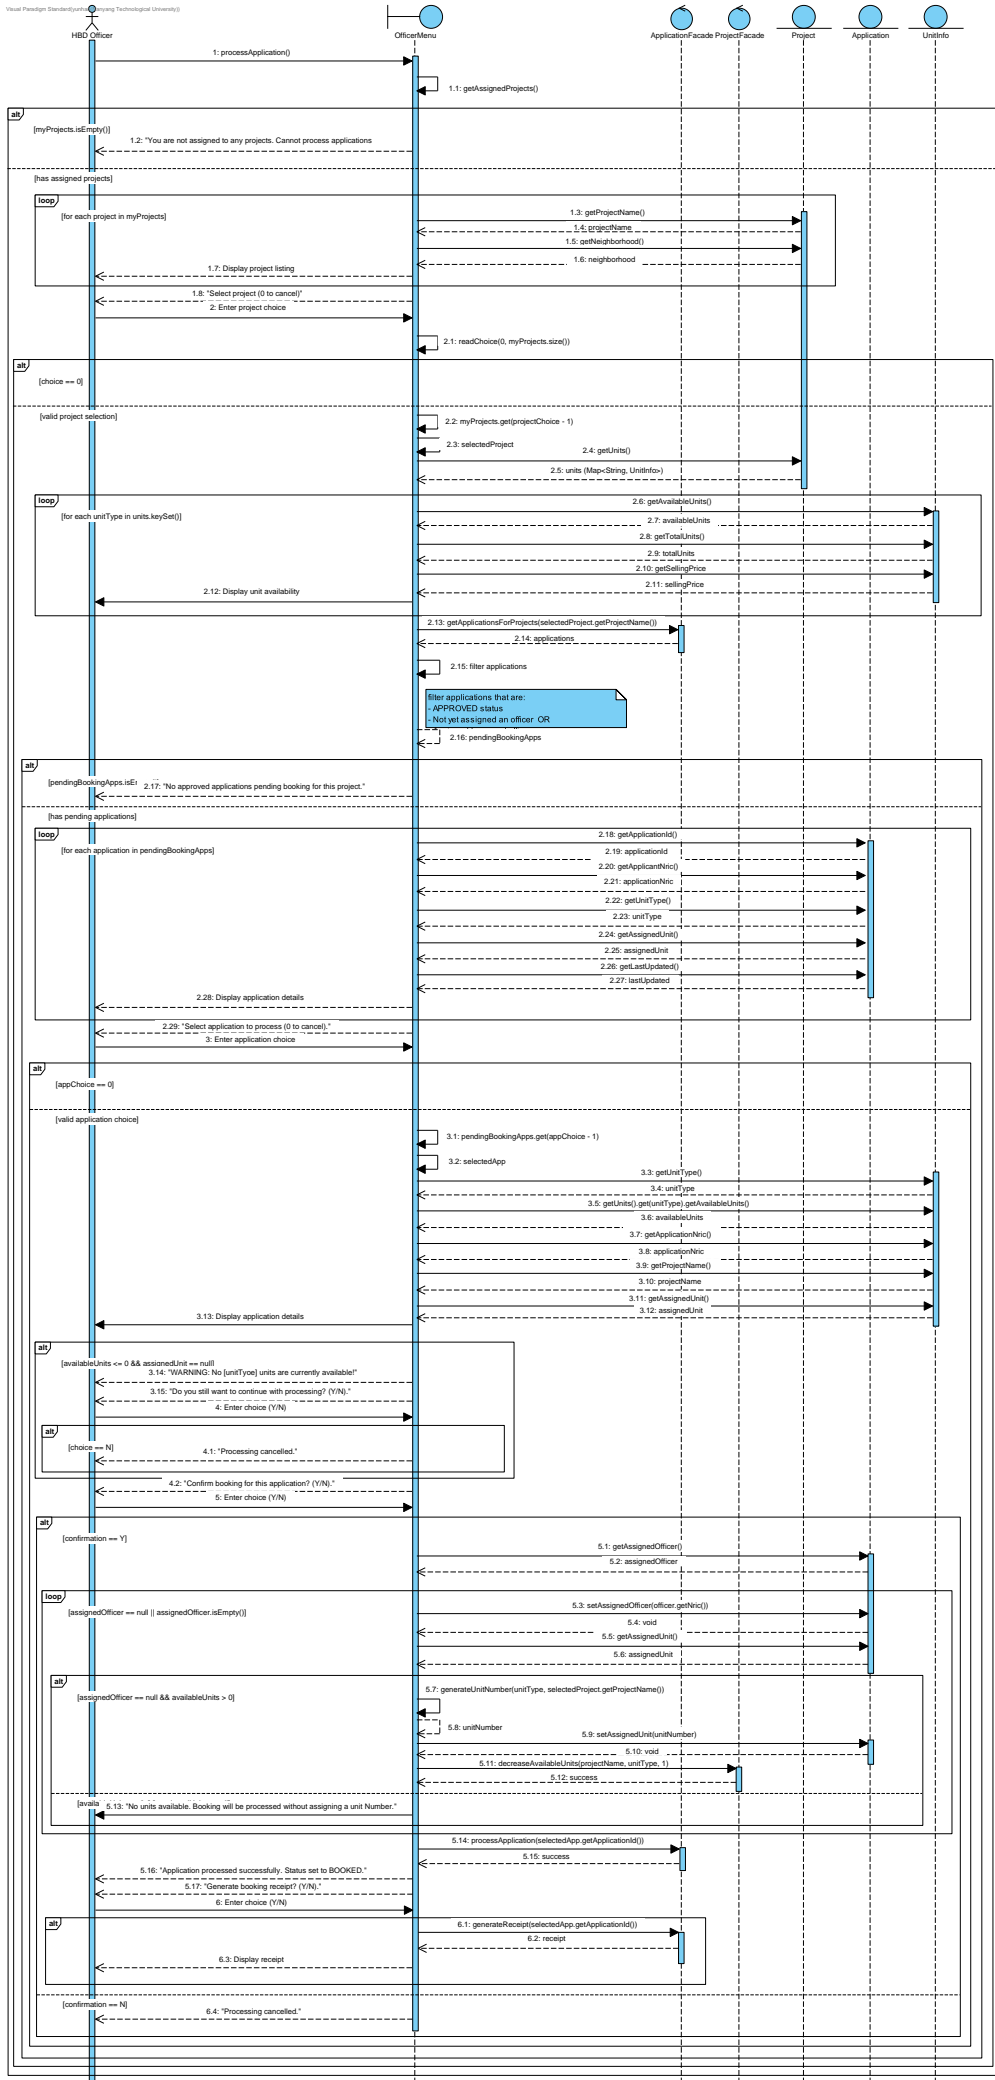 Visual Paradigm Standard(yunha anyang Technological University))
HBD Officer
OfficerMenu
ApplicationFacade
ProjectFacade
Project
Application
UnitInfo
1: processApplication()
1.1: getAssignedProjects()
alt
[myProjects.isEmpty()]
1.2: "You are not assigned to any projects. Cannot process applications
[has assigned projects]
loop
[for each project in myProjects]
1.3: getProjectName()
1.4: projectName
1.5: getNeighborhood()
1.6: neighborhood
1.7: Display project listing
1.8: "Select project (0 to cancel)"
2: Enter project choice
2.1: readChoice(0, myProjects.size())
alt
[choice == 0]
[valid project selection]
2.2: myProjects.get(projectChoice - 1)
2.3: selectedProject
2.4: getUnits()
2.5: units (Map<String, UnitInfo>)
loop
[for each unitType in units.keySet()]
2.6: getAvailableUnits()
2.7: availableUnits
2.8: getTotalUnits()
2.9: totalUnits
2.10: getSellingPrice
2.11: sellingPrice
2.12: Display unit availability
2.13: getApplicationsForProjects(selectedProject.getProjectName())
2.14: applications
2.15: filter applications
filter applications that are:
- APPROVED status
- Not yet assigned an officer OR
2.16: pendingBookingApps
alt
[pendingBookingApps.isEr
2.17: "No approved applications pending booking for this project."
[has pending applications]
loop
[for each application in pendingBookingApps]
2.18: getApplicationId()
2.19: applicationId
2.20: getApplicantNric()
2.21: applicationNric
2.22: getUnitType()
2.23: unitType
2.24: getAssignedUnit()
2.25: assignedUnit
2.26: getLastUpdated()
2.27: lastUpdated
2.28: Display application details
2.29: "Select application to process (0 to cancel)."
3: Enter application choice
alt
[appChoice == 0]
[valid application choice]
3.1: pendingBookingApps.get(appChoice - 1)
3.2: selectedApp
3.3: getUnitType()
3.4: unitType
3.5: getUnits().get(unitType).getAvailableUnits()
3.6: availableUnits
3.7: getApplicationNric()
3.8: applicationNric
3.9: getProjectName()
3.10: projectName
3.11: getAssignedUnit()
3.12: assignedUnit
3.13: Display application details
alt
[availableUnits <= 0 && assignedUnit == null]
3.14: "WARNING: No [unitTyoe] units are currently available!"
3.15: "Do you still want to continue with processing? (Y/N)."
4: Enter choice (Y/N)
alt
[choice == N]
4.1: "Processing cancelled."
4.2: "Confirm booking for this application? (Y/N)."
5: Enter choice (Y/N)
alt
[confirmation == Y]
5.1: getAssignedOfficer()
5.2: assignedOfficer
loop
[assignedOfficer == null || assignedOfficer.isEmpty()]
5.3: setAssignedOfficer(officer.getNric())
5.4: void
5.5: getAssignedUnit()
5.6: assignedUnit
alt
[assignedOfficer == null && availableUnits > 0]
5.7: generateUnitNumber(unitType, selectedProject.getProjectName())
5.8: unitNumber
5.9: setAssignedUnit(unitNumber)
5.10: void
5.11: decreaseAvailableUnits(projectName, unitType, 1)
5.12: success
[availa
5.13: "No units available. Booking will be processed without assigning a unit Number."
5.14: processApplication(selectedApp.getApplicationId())
5.15: success
5.16: "Application processed successfully. Status set to BOOKED."
5.17: "Generate booking receipt? (Y/N)."
6: Enter choice (Y/N)
alt
6.1: generateReceipt(selectedApp.getApplicationId())
6.2: receipt
6.3: Display receipt
[confirmation == N]
6.4: "Processing cancelled."